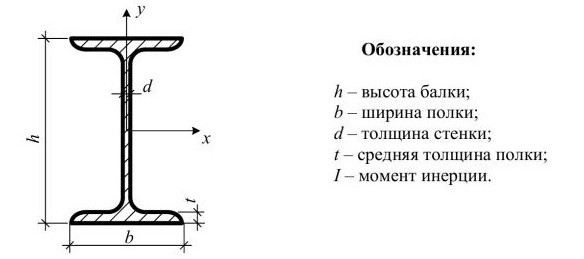 y
d
h
x
t
b
Обозначения:
h – высота балки;
b – ширина полки;
d – толщина стенки;
t – средняя толщина полки;
I – момент инерции.